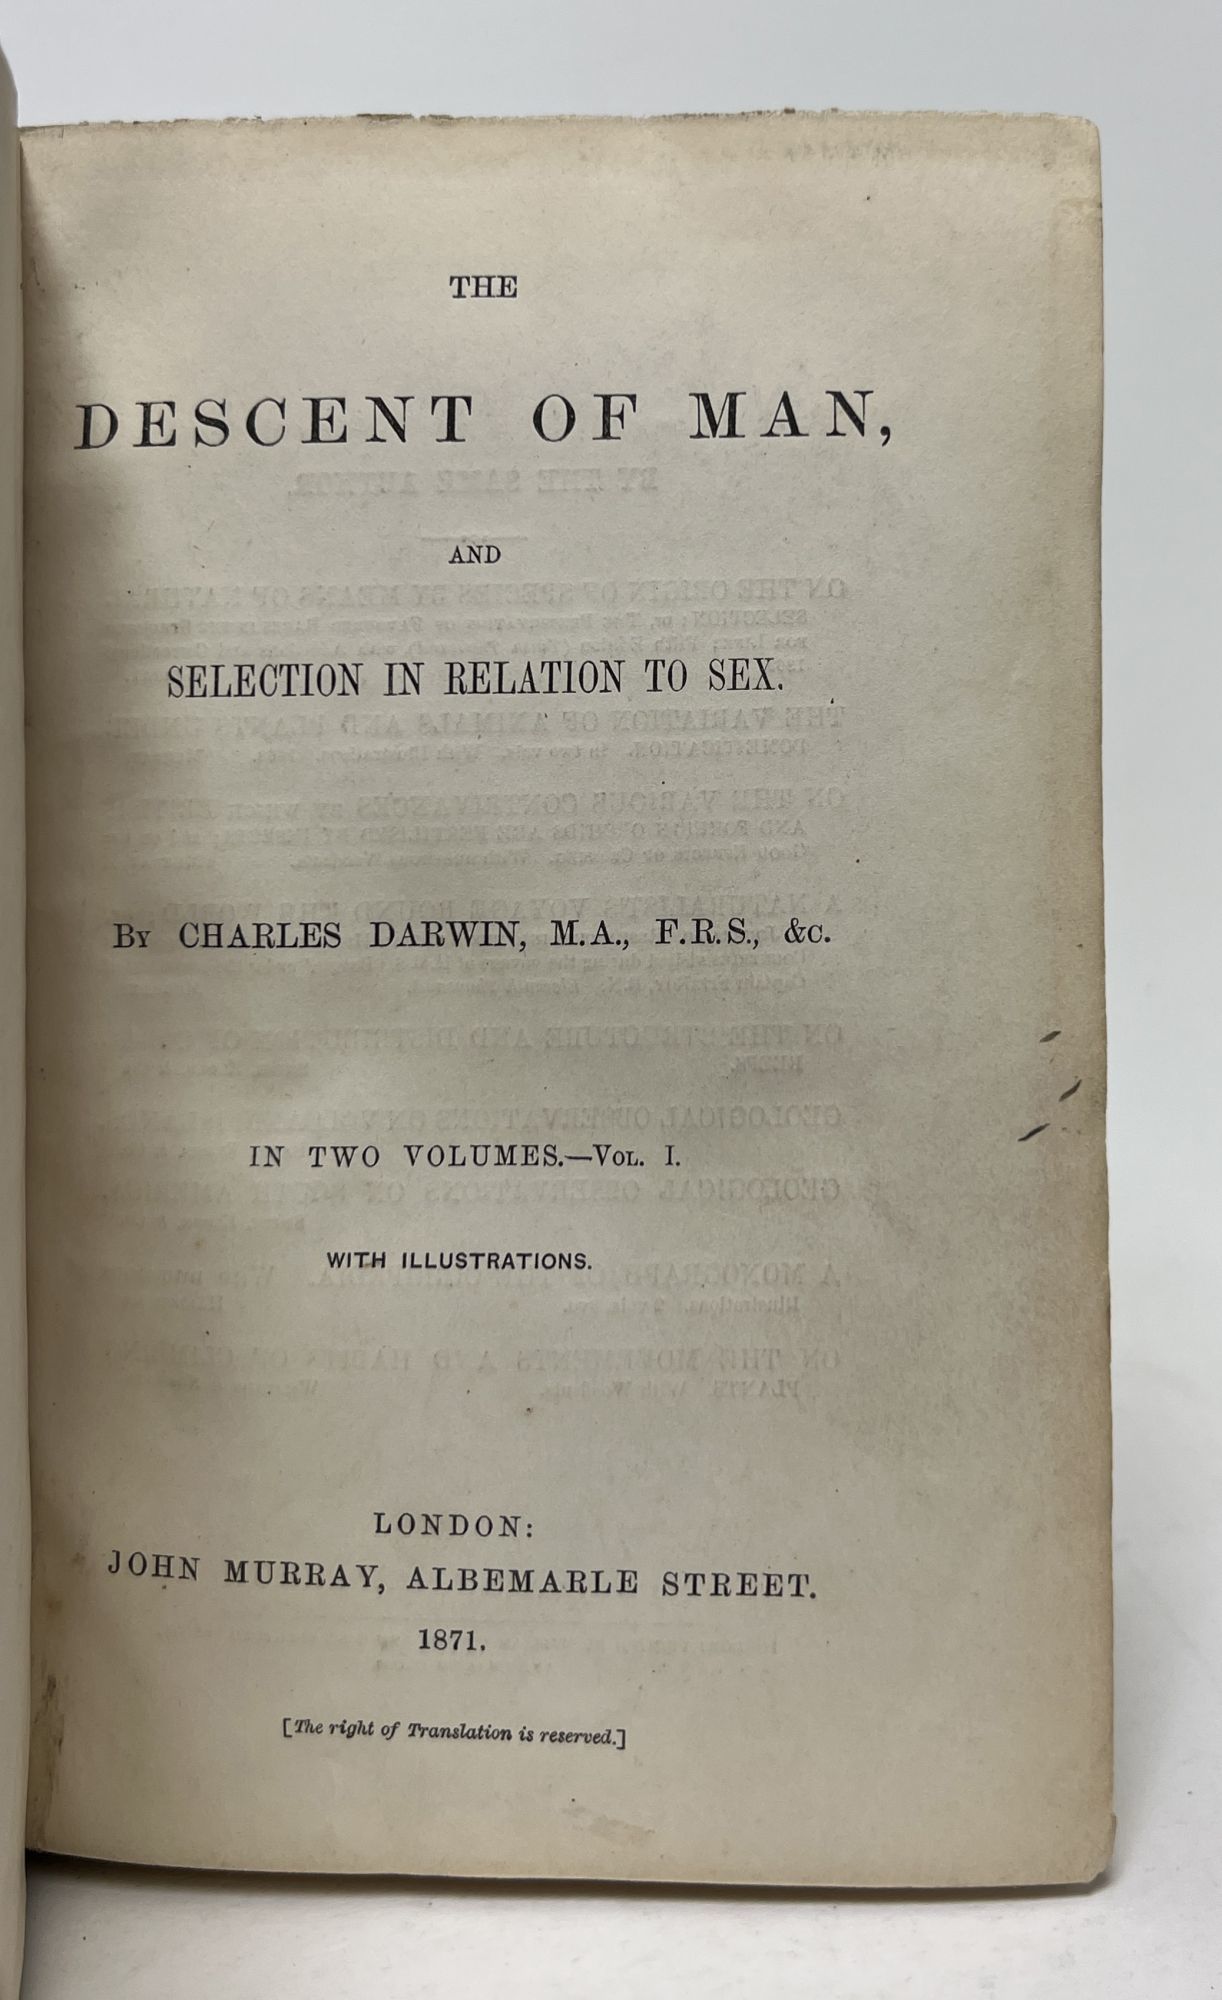 THE
DESCENT OF MAN,
AND
SELECTION IN RELATION TO SEX.
BY CHARLES DARWIN, M.A., F.R.S., &C.
IN TWO VOLUMES.—VOL. I.
WITH ILLUSTRATIONS.
LONDON:
JOHN MURRAY, ALBEMARLE STREET.
1871.
[The right of Translation is reserved.]